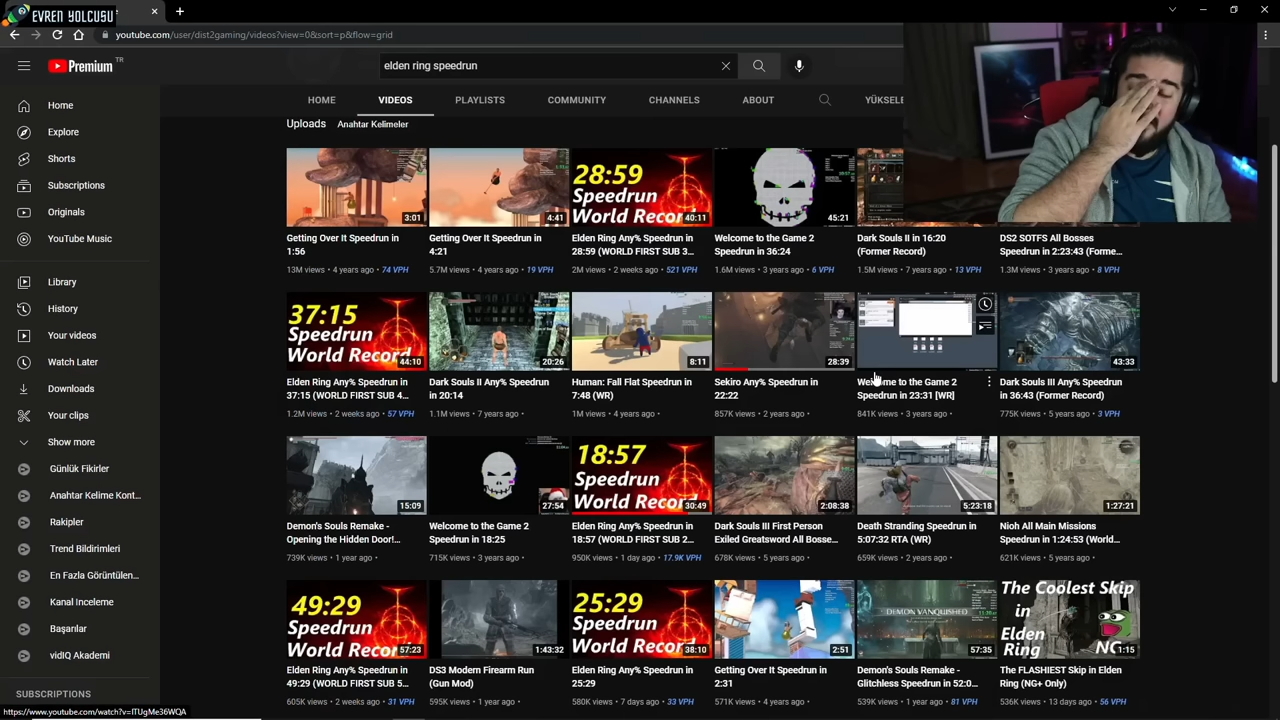 EVREN YOLCUSU
youtube.com/user/dist2gaming/videos?view=0&sort=p&flow=grid
Premium TR
elden ring speedrun
HOME VIDEOS PLAYLISTS COMMUNITY CHANNELS ABOUT YÜKSELE
Uploads Anahtar Kelimeler
Home
Explore
Shorts
Subscriptions
Originals
YouTube Music
Library
History
Your videos
Watch Later
Downloads
Your clips
Show more
Günlük Fikirler
Anahtar Kelime Kont...
Rakipler
Trend Bildirimleri
En Fazla Görüntülen...
Kanal İnceleme
Başarılar
vidIQ Akademi
SUBSCRIPTIONS
3:01
Getting Over It Speedrun in
1:56
13M views • 4 years ago • 74 VPH
4:41
Getting Over It Speedrun in
4:21
5.7M views • 4 years ago • 19 VPH
28:59
Speedrun
World Record
40:11
Elden Ring Any% Speedrun in
28:59 (WORLD FIRST SUB 3...
2M views • 2 weeks ago • 521 VPH
45:21
Welcome to the Game 2
Speedrun in 36:24
1.6M views • 3 years ago • 6 VPH
Dark Souls II in 16:20
(Former Record)
1.5M views • 7 years ago • 13 VPH
DS2 SOTFS All Bosses
Speedrun in 2:23:43 (Forme...
1.3M views • 3 years ago • 8 VPH
37:15
Speedrun
World Record
44:10
Elden Ring Any% Speedrun in
37:15 (WORLD FIRST SUB 4...
1.2M views • 2 weeks ago • 57 VPH
20:26
Dark Souls II Any% Speedrun
in 20:14
1.1M views • 7 years ago •
8:11
Human: Fall Flat Speedrun in
7:48 (WR)
1M views • 4 years ago •
28:39
Sekiro Any% Speedrun in
22:22
857K views • 2 years ago •
Welcome to the Game 2
Speedrun in 23:31 [WR]
841K views • 3 years ago •
43:33
Dark Souls III Any% Speedrun
in 36:43 (Former Record)
775K views • 5 years ago • 3 VPH
15:09
Demon's Souls Remake -
Opening the Hidden Door!...
739K views • 1 year ago •
27:54
Welcome to the Game 2
Speedrun in 18:25
715K views • 3 years ago •
18:57
Speedrun
World Record
30:49
Elden Ring Any% Speedrun in
18:57 (WORLD FIRST SUB 2...
950K views • 1 day ago • 17.9K VPH
2:08:38
Dark Souls III First Person
Exiled Greatsword All Bosse...
678K views • 5 years ago •
5:23:18
Death Stranding Speedrun in
5:07:32 RTA (WR)
659K views • 2 years ago •
1:27:21
Nioh All Main Missions
Speedrun in 1:24:53 (World...
621K views • 5 years ago •
49:29
Speedrun
World Record
57:23
Elden Ring Any% Speedrun in
49:29 (WORLD FIRST SUB 5...
605K views • 2 weeks ago • 31 VPH
1:43:32
DS3 Modern Firearm Run
(Gun Mod)
595K views • 1 year ago •
25:29
Speedrun
World Record
38:10
Elden Ring Any% Speedrun in
25:29
580K views • 7 days ago • 33 VPH
2:51
Getting Over It Speedrun in
2:31
571K views • 4 years ago •
DEMON VANQUISHED
57:35
Demon's Souls Remake -
Glitchless Speedrun in 52:0...
539K views • 1 year ago • 81 VPH
The Coolest Skip
in
Elden
Ring
NG+
1:15
The FLASHIEST Skip in Elden
Ring (NG+ Only)
536K views • 13 days ago • 56 VPH
https://www.youtube.com/watch?v=ITUgMe36WQA